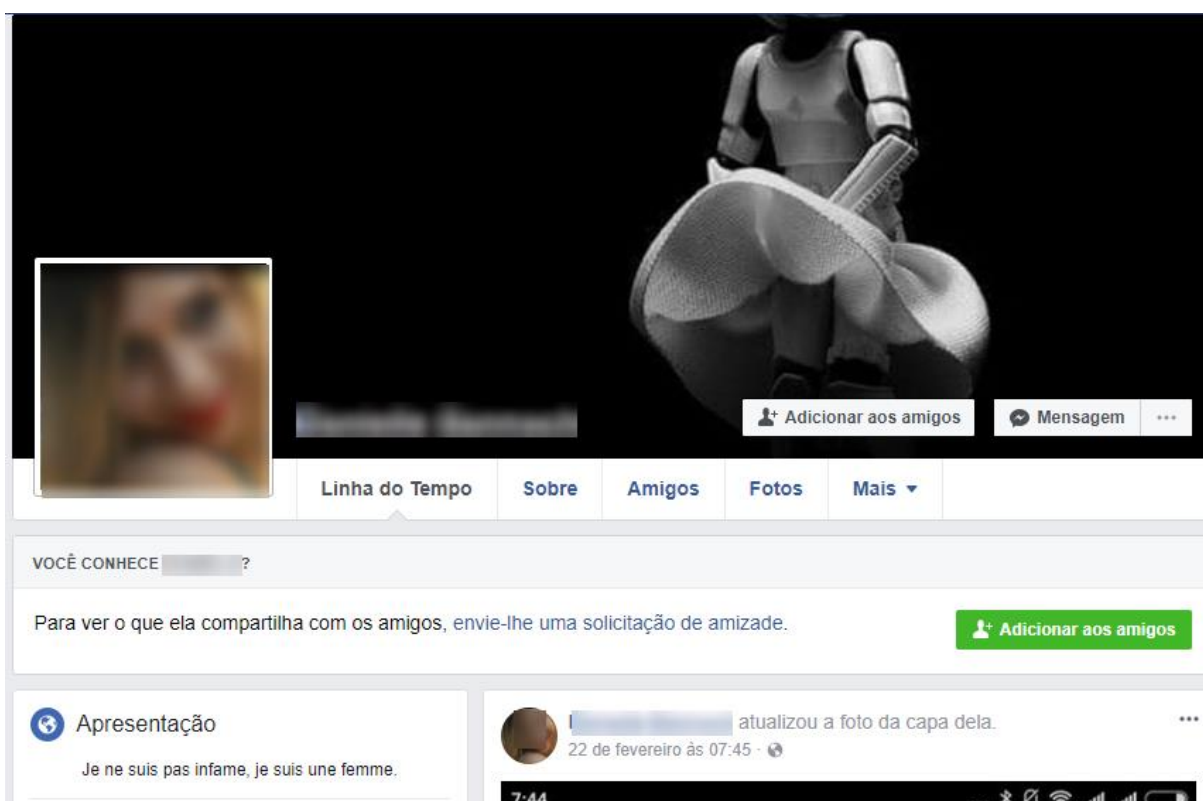 Adicionar aos amigos
Mensagem
Linha do Tempo
Sobre
Amigos
Fotos
Mais
VOCÊ CONHECE ?
Para ver o que ela compartilha com os amigos, envie-lhe uma solicitação de amizade.
Adicionar aos amigos
Apresentação
Je ne suis pas infame, je suis une femme.
atualizou a foto da capa dela.
22 de fevereiro às 07:45
7:44